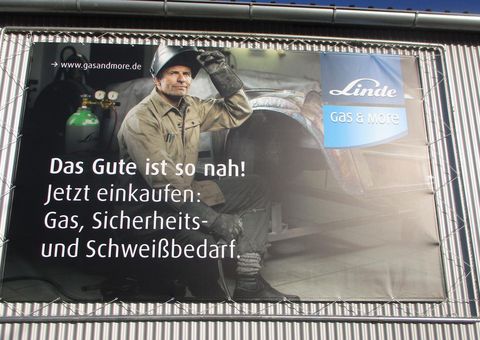 → www.gasandmore.de
Linde
Gas & More
Das Gute ist so nah!
Jetzt einkaufen:
Gas, Sicherheits-
und Schweißbedarf.